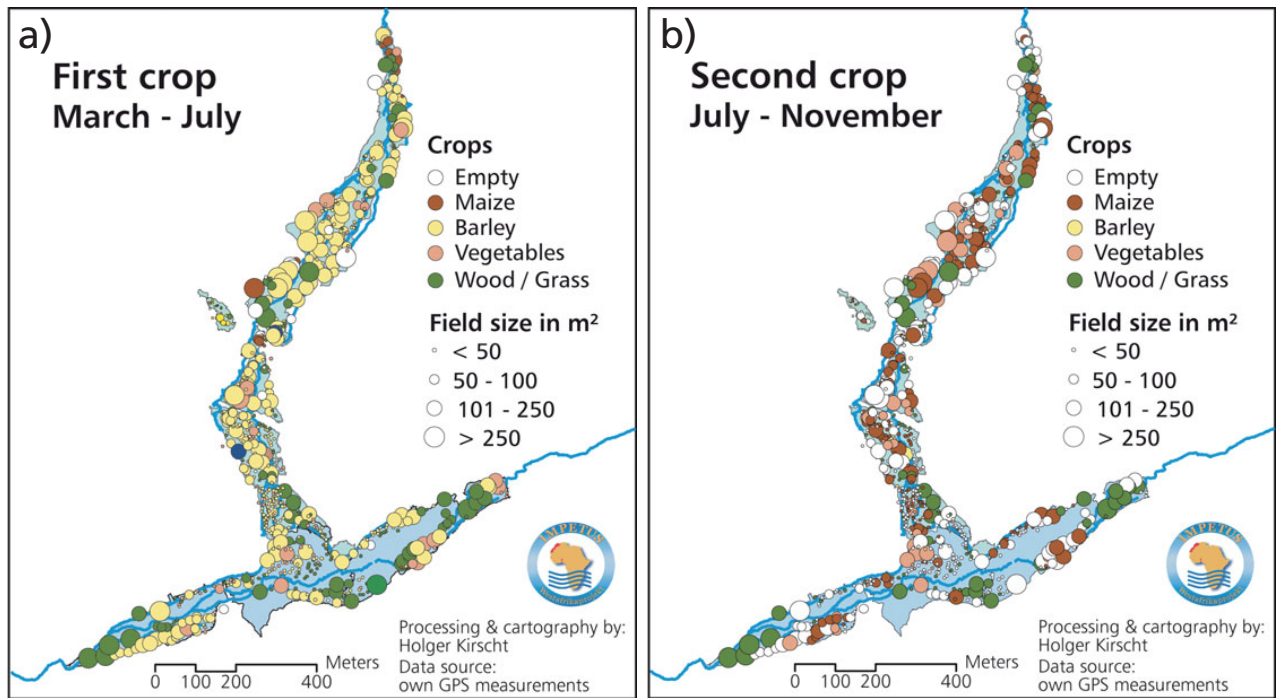 a)
First crop
March - July
Crops
Empty
Maize
Barley
Vegetables
Wood / Grass
Field size in m²
< 50
50 - 100
101 - 250
> 250
IMPETUS
Westafrikaprojekt
Processing & cartography by:
Holger Kirscht
Data source:
own GPS measurements
Meters
0 100 200 400
b)
Second crop
July - November
Crops
Empty
Maize
Barley
Vegetables
Wood / Grass
Field size in m²
< 50
50 - 100
101 - 250
> 250
IMPETUS
Westafrikaprojekt
Processing & cartography by:
Holger Kirscht
Data source:
own GPS measurements
Meters
0 100 200 400